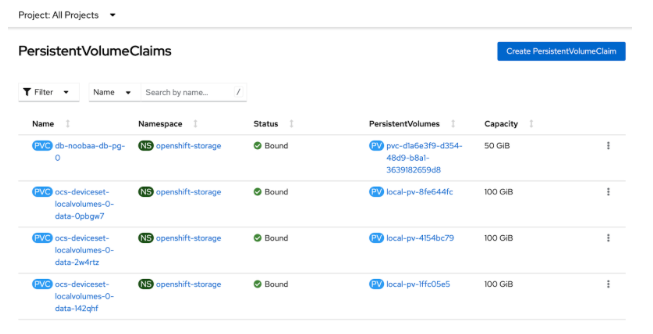 Project: All Projects
PersistentVolumeClaims
Create PersistentVolumeClaim
Filter Name Search by name... /
Name Namespace Status PersistentVolumes Capacity
PVC db-noobaa-db-pg-0 NS openshift-storage Bound PV pvc-d1a6e3f9-d354-48d9-b8a1-3639182659d8 50 GiB
PVC ocs-deviceset-localvolumes-0-data-0pbgw7 NS openshift-storage Bound PV local-pv-8fe644fc 100 GiB
PVC ocs-deviceset-localvolumes-0-data-2w4rtz NS openshift-storage Bound PV local-pv-4154bc79 100 GiB
PVC ocs-deviceset-localvolumes-0-data-142qhf NS openshift-storage Bound PV local-pv-1ffc05e5 100 GiB